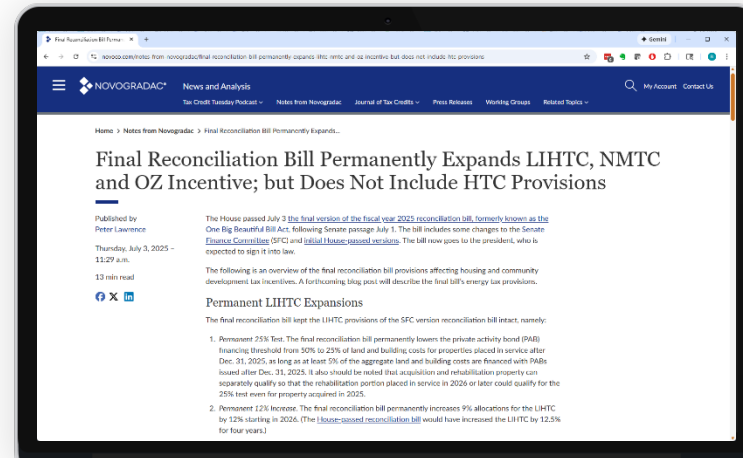 Final Reconciliation Bill Perman
Gemini
novoco.com/notes-from-novogradac/final-reconciliation-bill-permanently-expands-lihtc-nmtc-and-oz-incentive-but-does-not-include-htc-provisions
NOVOGRADAC
News and Analysis
My Account Contact Us
Tax Credit Tuesday Podcast Notes from Novogradac Journal of Tax Credits Press Releases Working Groups Related Topics
Home > Notes from Novogradac > Final Reconciliation Bill Permanently Expands...
Final Reconciliation Bill Permanently Expands LIHTC, NMTC
and OZ Incentive; but Does Not Include HTC Provisions
Published by
Peter Lawrence
Thursday, July 3, 2025 –
11:29 a.m.
13 min read
The House passed July 3 the final version of the fiscal year 2025 reconciliation bill, formerly known as the
One Big Beautiful Bill Act, following Senate passage July 1. The bill includes some changes to the Senate
Finance Committee (SFC) and initial House-passed versions. The bill now goes to the president, who is
expected to sign it into law.
The following is an overview of the final reconciliation bill provisions affecting housing and community
development tax incentives. A forthcoming blog post will describe the final bill's energy tax provisions.
Permanent LIHTC Expansions
The final reconciliation bill kept the LIHTC provisions of the SFC version reconciliation bill intact, namely:
1. Permanent 25% Test. The final reconciliation bill permanently lowers the private activity bond (PAB)
financing threshold from 50% to 25% of land and building costs for properties placed in service after
Dec. 31, 2025, as long as at least 5% of the aggregate land and building costs are financed with PABs
issued after Dec. 31, 2025. It also should be noted that acquisition and rehabilitation property can
separately qualify so that the rehabilitation portion placed in service in 2026 or later could qualify for the
25% test even for property acquired in 2025.
2. Permanent 12% Increase. The final reconciliation bill permanently increases 9% allocations for the LIHTC
by 12% starting in 2026. (The House-passed reconciliation bill would have increased the LIHTC by 12.5%
for four years.)